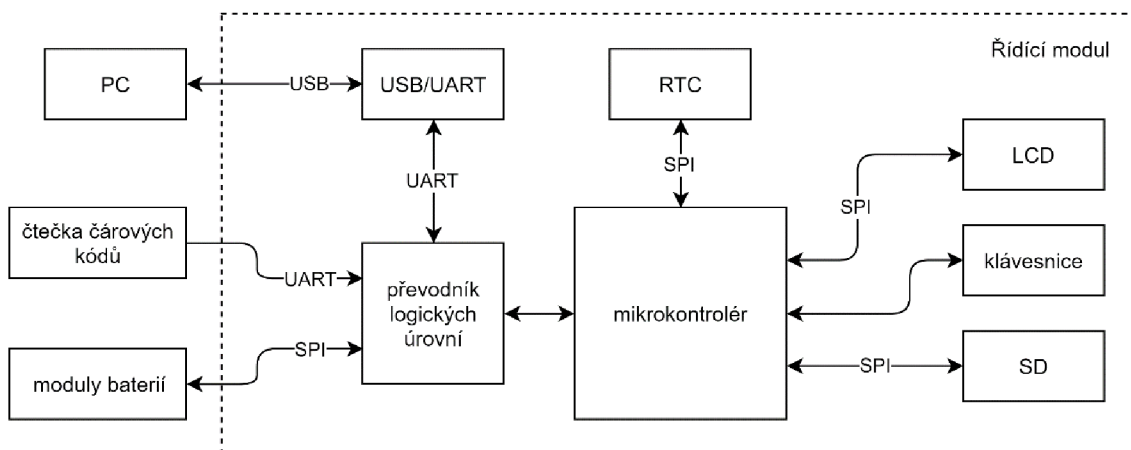 Řídící modul
PC
USB
USB/UART
RTC
UART
SPI
LCD
SPI
čtečka čárových
kódů
UART
převodník
logických
úrovní
mikrokontrolér
klávesnice
SPI
moduly baterií
SPI
SD